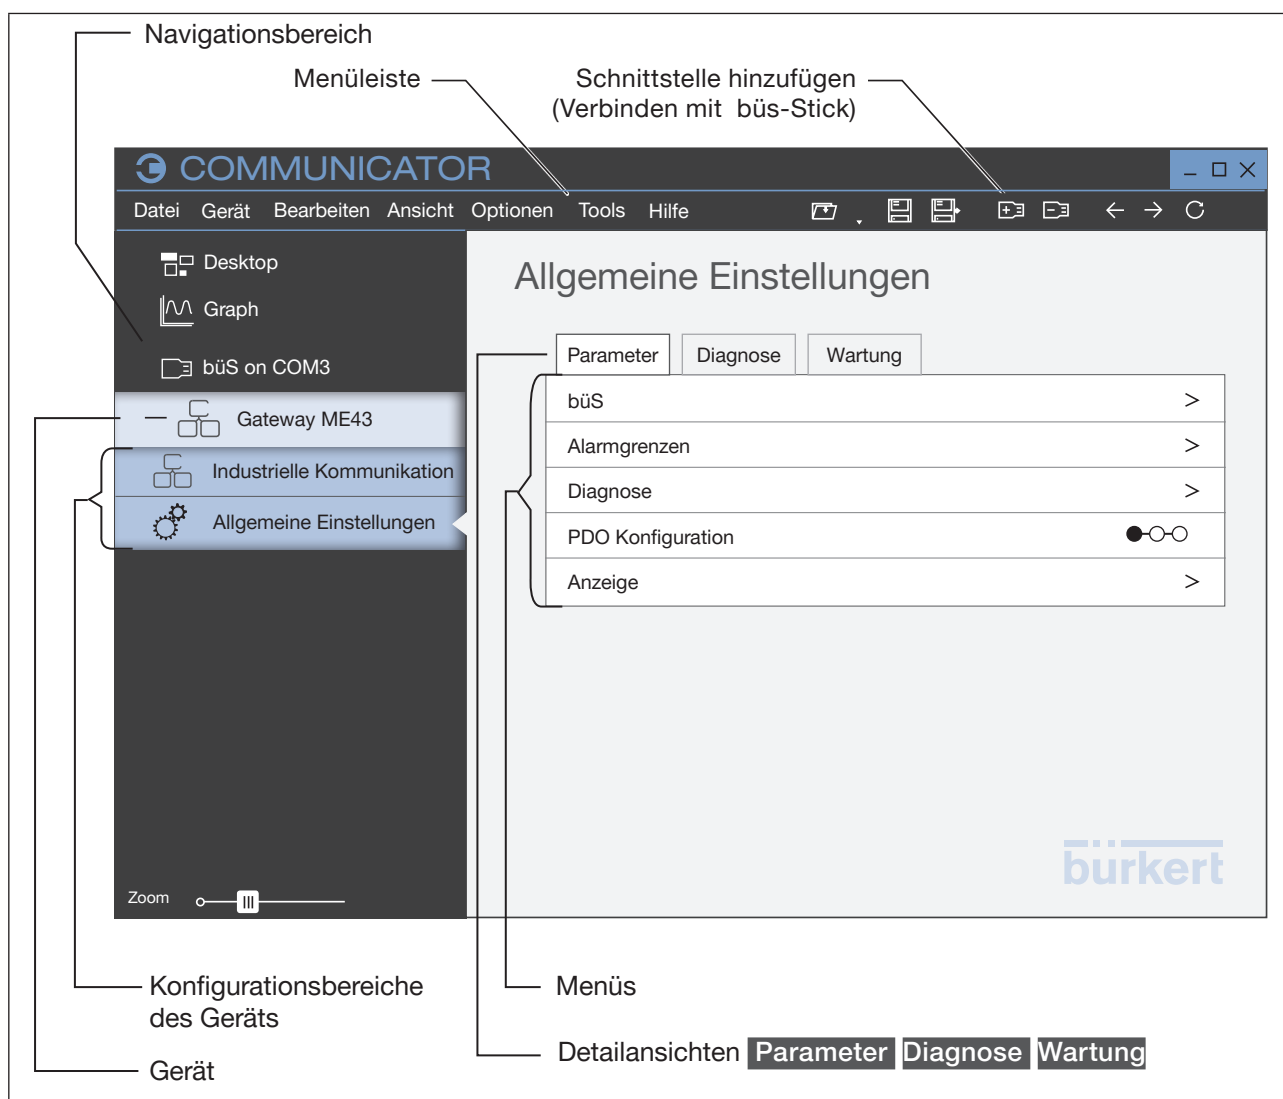 Navigationsbereich
Menüleiste
Schnittstelle hinzufügen
(Verbinden mit büs-Stick)
COMMUNICATOR
Datei Gerät Bearbeiten Ansicht Optionen Tools Hilfe
Desktop
Graph
büS on COM3
Gateway ME43
Industrielle Kommunikation
Allgemeine Einstellungen
Zoom
Allgemeine Einstellungen
Parameter Diagnose Wartung
büS
Alarmgrenzen
Diagnose
PDO Konfiguration
Anzeige
bürkert
Konfigurationsbereiche
des Geräts
Gerät
Menüs
Detailansichten Parameter Diagnose Wartung